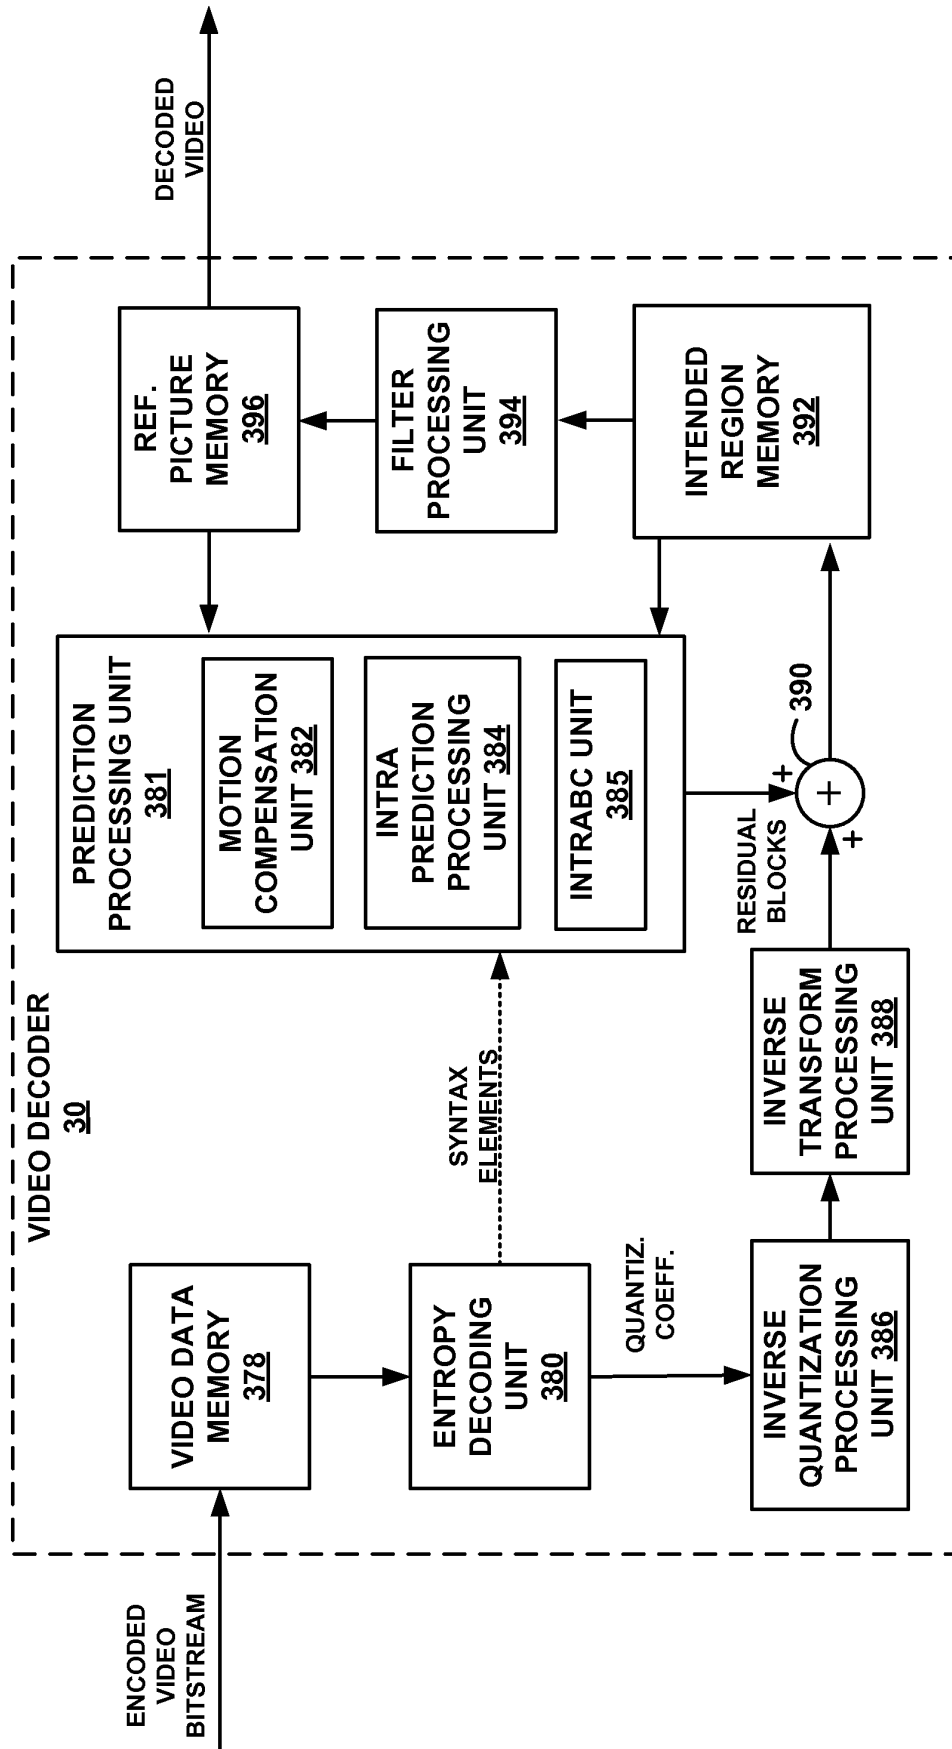 VIDEO DECODER
30
ENCODED
VIDEO
BITSTREAM
VIDEO DATA
MEMORY
378
ENTROPY
DECODING
UNIT
380
SYNTAX
ELEMENTS
QUANTIZ.
COEFF.
INVERSE
QUANTIZATION
PROCESSING
UNIT 386
INVERSE
TRANSFORM
PROCESSING
UNIT 388
RESIDUAL
BLOCKS
+
+
+
390
PREDICTION
PROCESSING UNIT
381
MOTION
COMPENSATION
UNIT 382
INTRA
PREDICTION
PROCESSING
UNIT 384
INTRABC UNIT
385
REF.
PICTURE
MEMORY
396
FILTER
PROCESSING
UNIT
394
INTENDED
REGION
MEMORY
392
DECODED
VIDEO